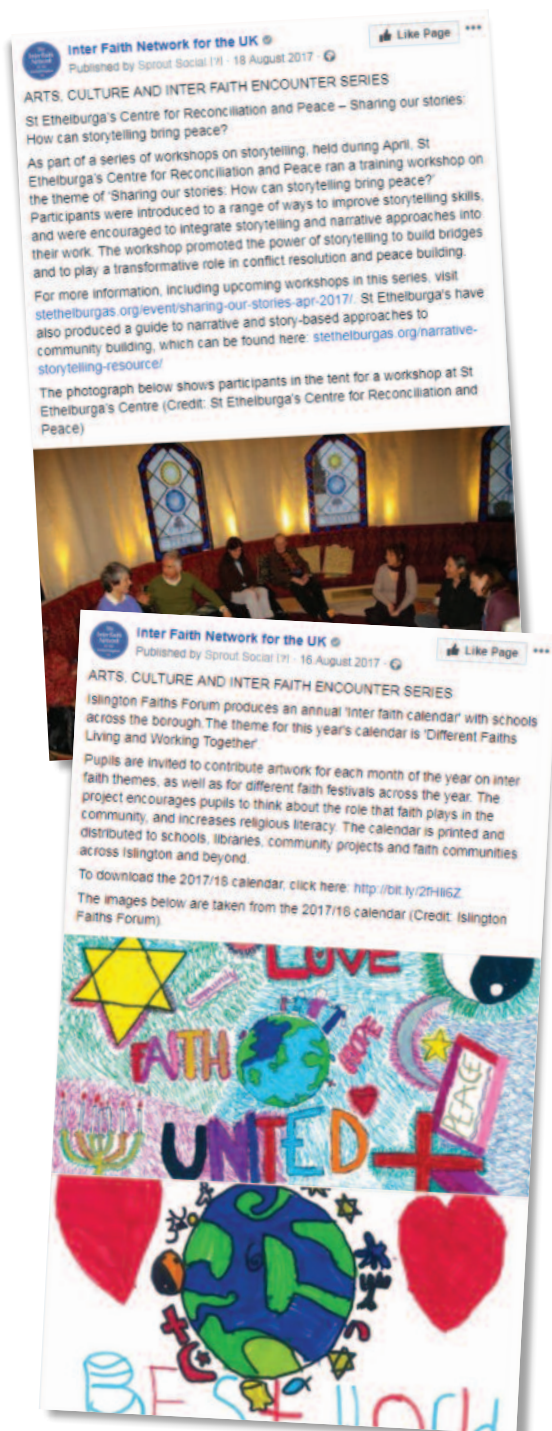 Inter Faith Network for the UK
Like Page
Published by Sprout Social [?] · 18 August 2017 ·
ARTS, CULTURE AND INTER FAITH ENCOUNTER SERIES
St Ethelburga's Centre for Reconciliation and Peace – Sharing our stories:
How can storytelling bring peace?
As part of a series of workshops on storytelling, held during April, St
Ethelburga's Centre for Reconciliation and Peace ran a training workshop on
the theme of 'Sharing our stories: How can storytelling bring peace?'
Participants were introduced to a range of ways to improve storytelling skills,
and were encouraged to integrate storytelling and narrative approaches into
their work. The workshop promoted the power of storytelling to build bridges
and to play a transformative role in conflict resolution and peace building.
For more information, including upcoming workshops in this series, visit
stethelburgas.org/event/sharing-our-stories-apr-2017/. St Ethelburga's have
also produced a guide to narrative and story-based approaches to
community building, which can be found here: stethelburgas.org/narrative-
storytelling-resource/
The photograph below shows participants in the tent for a workshop at St
Ethelburga's Centre (Credit: St Ethelburga's Centre for Reconciliation and
Peace)
Inter Faith Network for the UK
Like Page
Published by Sprout Social [?] · 16 August 2017 ·
ARTS, CULTURE AND INTER FAITH ENCOUNTER SERIES
Islington Faiths Forum produces an annual 'Inter faith calendar' with schools
across the borough.The theme for this year's calendar is 'Different Faiths
Living and Working Together'.
Pupils are invited to contribute artwork for each month of the year on inter
faith themes, as well as for different faith festivals across the year. The
project encourages pupils to think about the role that faith plays in the
community, and increases religious literacy. The calendar is printed and
distributed to schools, libraries, community projects and faith communities
across Islington and beyond.
To download the 2017/18 calendar, click here: http://bit.ly/2fHIi6Z.
The images below are taken from the 2017/18 calendar (Credit: Islington
Faiths Forum).
LOVE
Community
FAITH
HOPE
PEACE
UNITED
BEST world